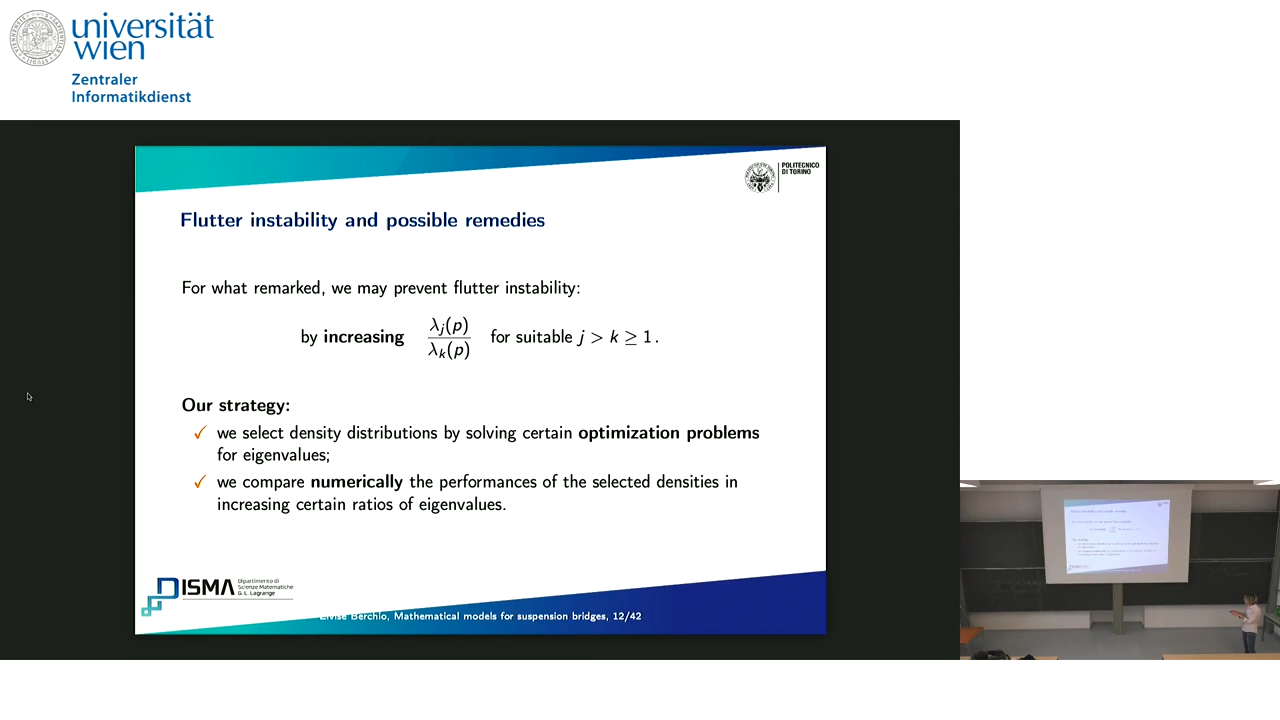 universität
wien
Zentraler
Informatikdienst
POLITECNICO
DI TORINO
Flutter instability and possible remedies
For what remarked, we may prevent flutter instability:
by increasing λj(p)/λk(p) for suitable j > k ≥ 1.
Our strategy:
✓ we select density distributions by solving certain optimization problems
for eigenvalues;
✓ we compare numerically the performances of the selected densities in
increasing certain ratios of eigenvalues.
DISMA
Dipartimento di
Scienze Matematiche
G. L. Lagrange
Berchio, Mathematical models for suspension bridges, 12/42